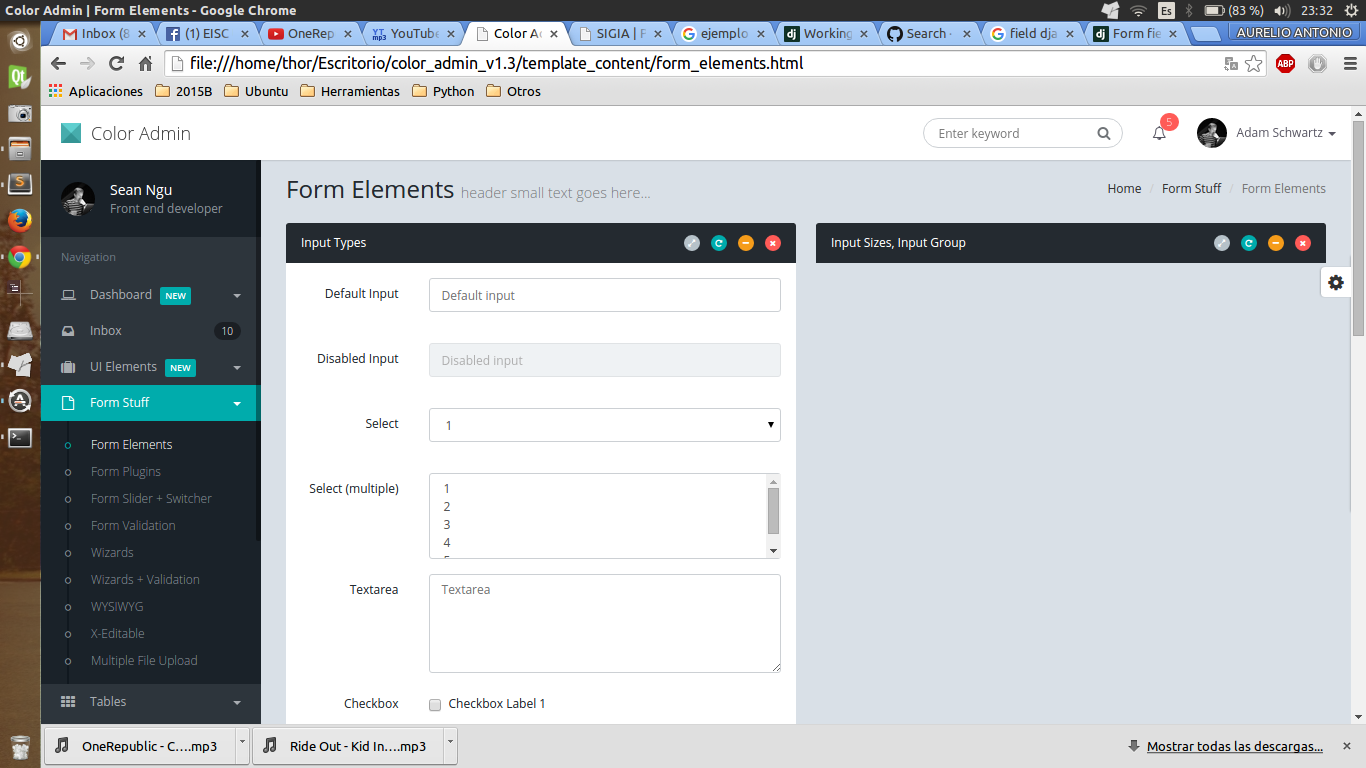 Color Admin | Form Elements - Google Chrome
Es
(83 %)
23:32
Inbox (8
(1) EISC
OneRep
YouTube
Color Ad
SIGIA | F
ejemplo
Working
Search ·
field dja
Form fie
AURELIO ANTONIO
file:///home/thor/Escritorio/color_admin_v1.3/template_content/form_elements.html
ABP
Aplicaciones
2015B
Ubuntu
Herramientas
Python
Otros
Color Admin
Enter keyword
5
Adam Schwartz
Sean Ngu
Front end developer
Navigation
Dashboard NEW
Inbox 10
UI Elements NEW
Form Stuff
Form Elements
Form Plugins
Form Slider + Switcher
Form Validation
Wizards
Wizards + Validation
WYSIWYG
X-Editable
Multiple File Upload
Tables
Form Elements header small text goes here...
Home / Form Stuff / Form Elements
Input Types
Default Input
Default input
Disabled Input
Disabled input
Select
1
Select (multiple)
1
2
3
4
Textarea
Textarea
Checkbox
Checkbox Label 1
Input Sizes, Input Group
OneRepublic - C....mp3
Ride Out - Kid In....mp3
Mostrar todas las descargas...